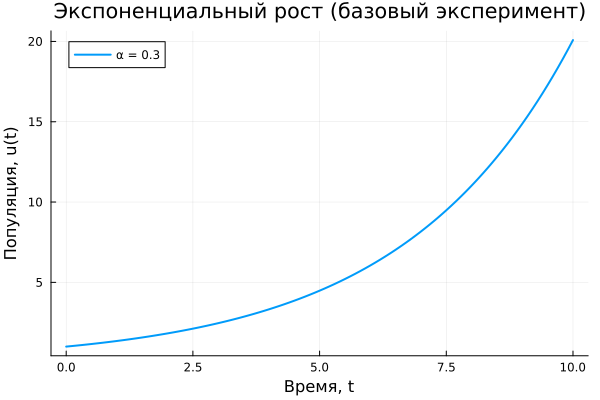 Экспоненциальный рост (базовый эксперимент)
α = 0.3
Популяция, u(t)
20
15
10
5
0.0 2.5 5.0 7.5 10.0
Время, t